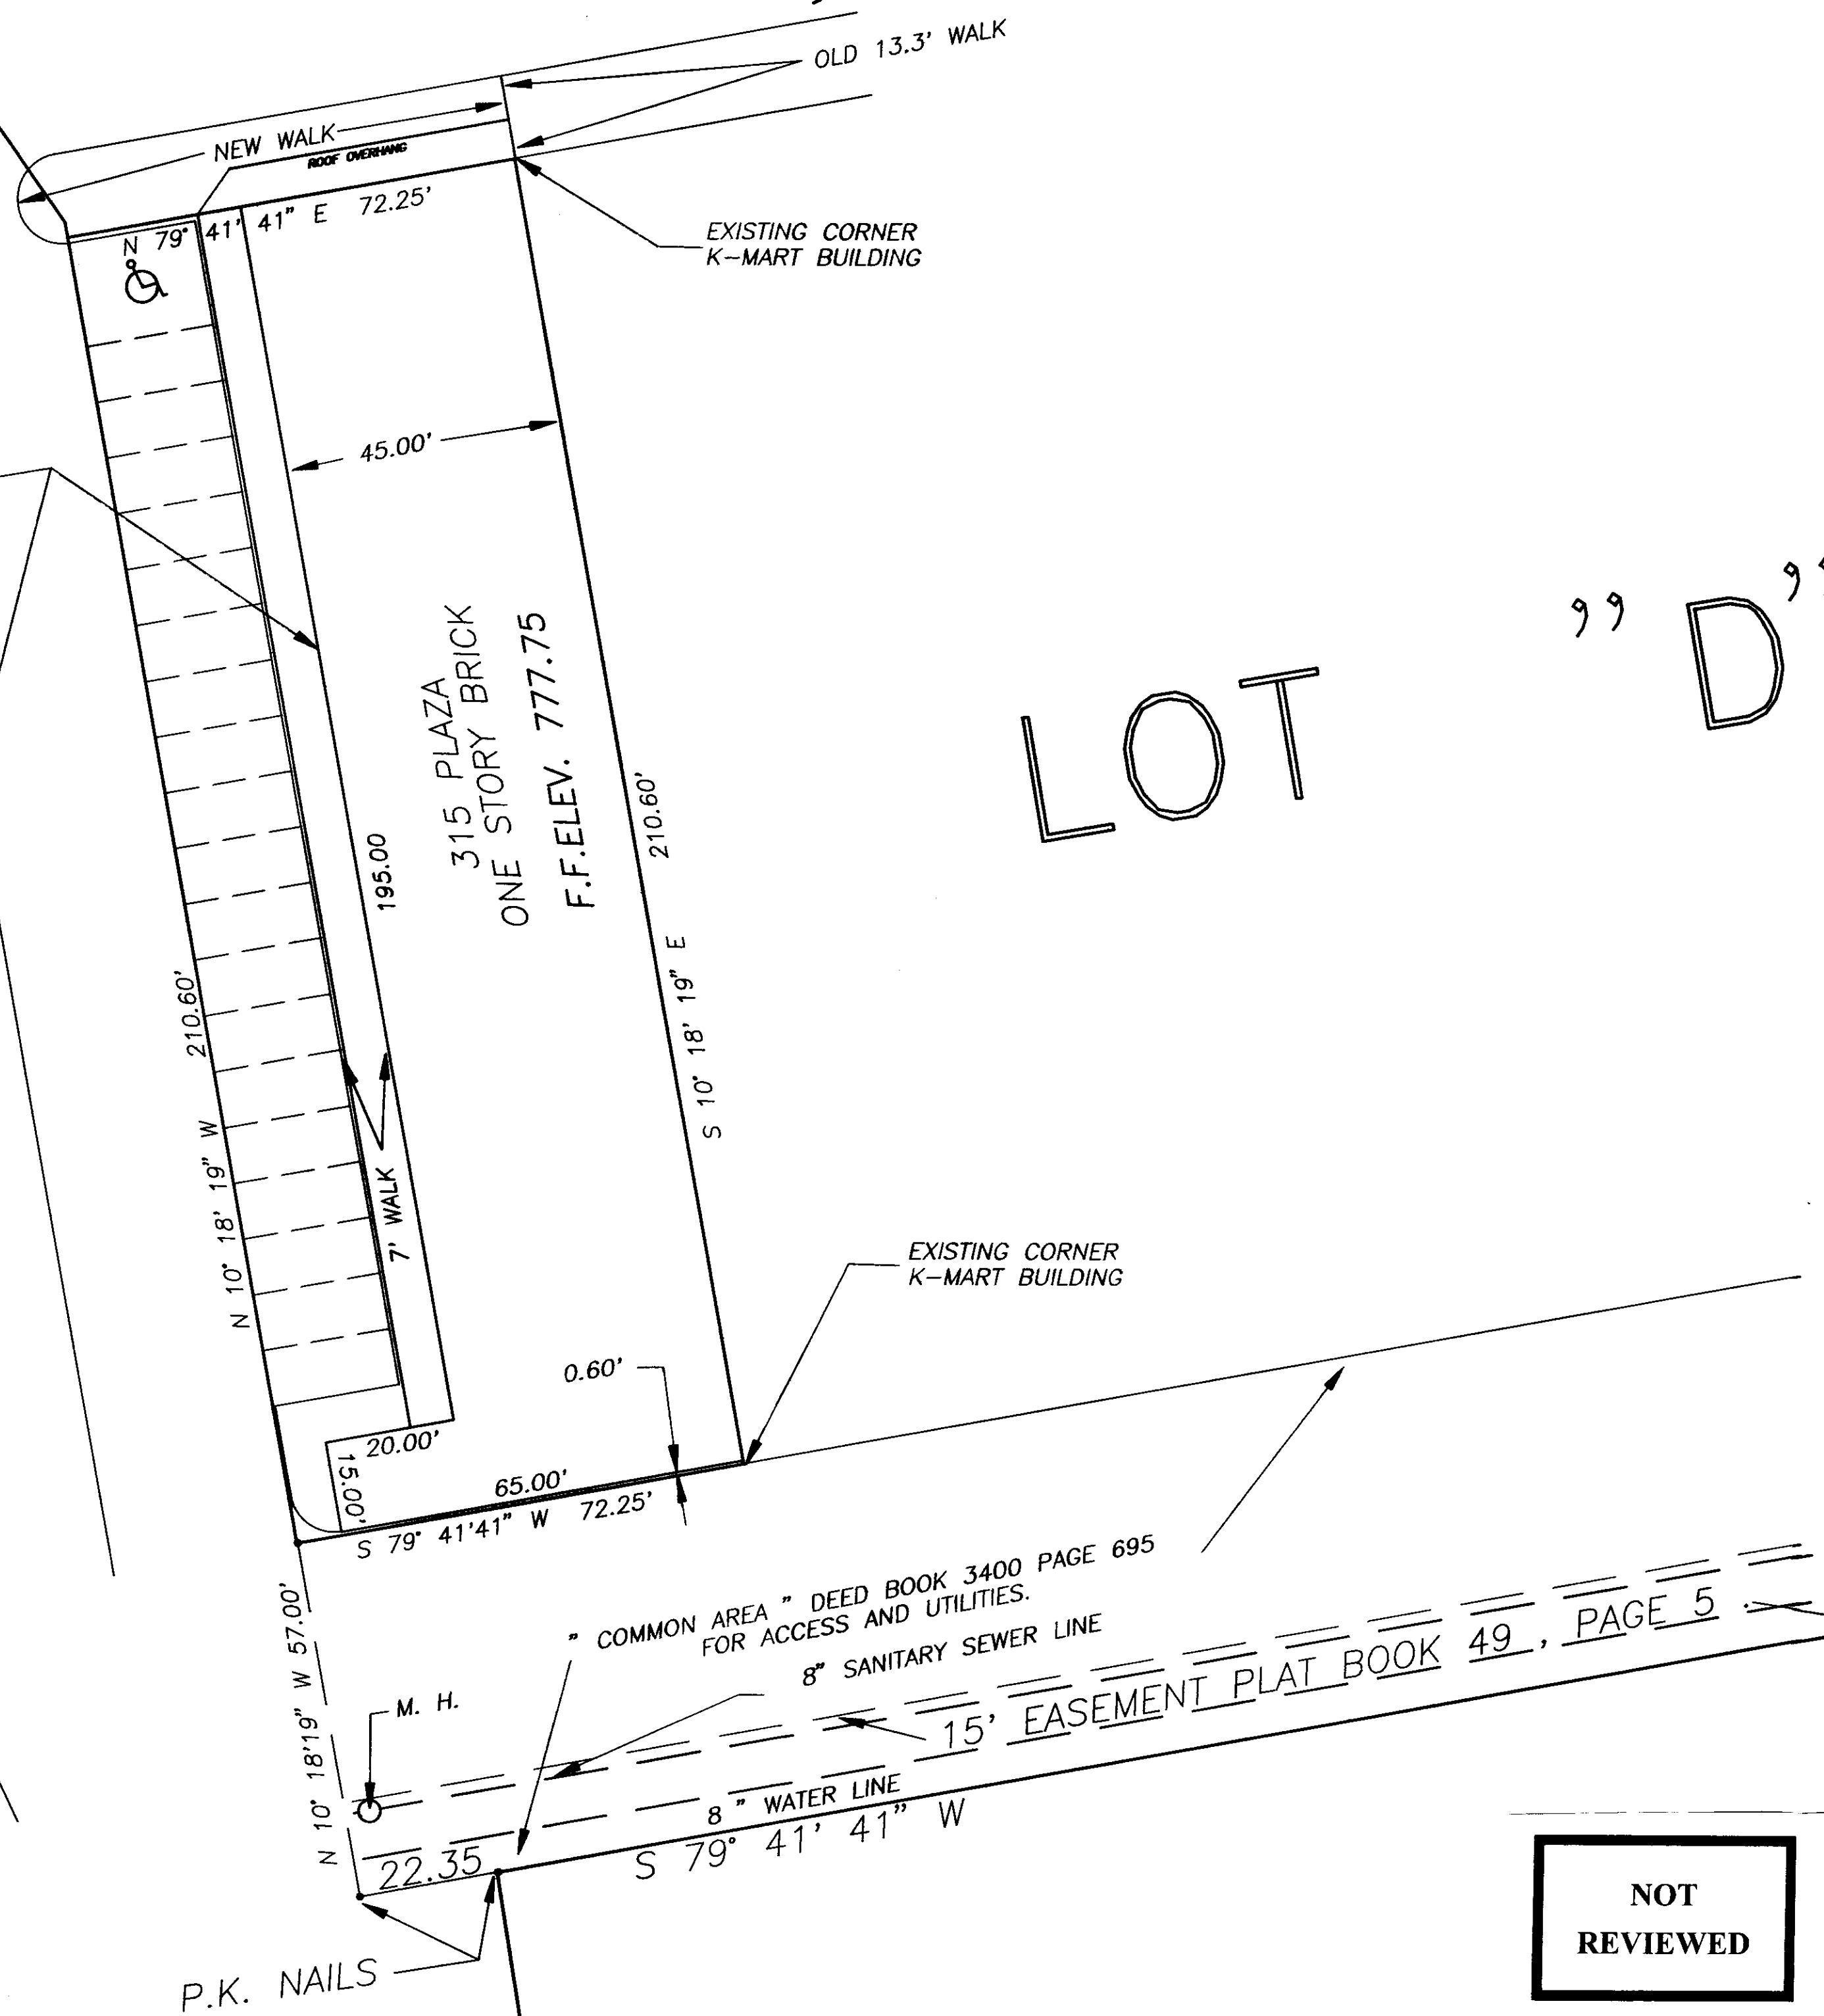 OLD 13.3' WALK
NEW WALK
ROOF OVERHANG
N 79° 41' 41" E 72.25'
EXISTING CORNER
K-MART BUILDING
45.00'
315 PLAZA
ONE STORY BRICK
F.F.ELEV. 777.75
LOT "D"
195.00
210.60'
S 10° 18' 19" E
210.60'
N 10° 18' 19" W
7' WALK
EXISTING CORNER
K-MART BUILDING
0.60'
20.00'
15.00'
65.00'
S 79° 41'41" W 72.25'
N 10° 18'19" W 57.00'
" COMMON AREA " DEED BOOK 3400 PAGE 695
FOR ACCESS AND UTILITIES.
8" SANITARY SEWER LINE
M. H.
15' EASEMENT PLAT BOOK 49 , PAGE 5 .
8 " WATER LINE
22.35
S 79° 41' 41" W
P.K. NAILS
NOT
REVIEWED